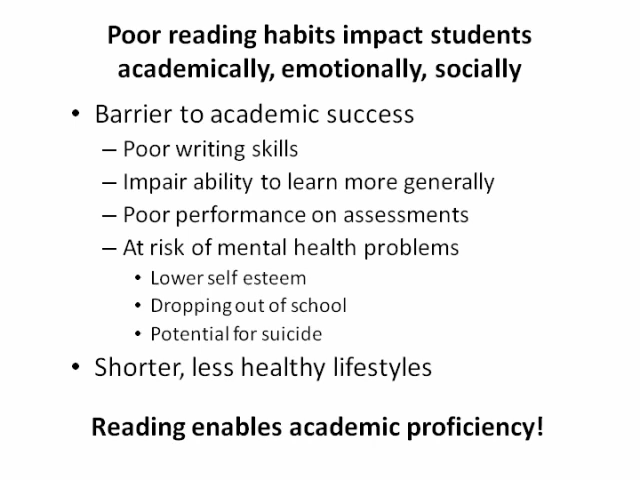 Poor reading habits impact students
academically, emotionally, socially
• Barrier to academic success
– Poor writing skills
– Impair ability to learn more generally
– Poor performance on assessments
– At risk of mental health problems
• Lower self esteem
• Dropping out of school
• Potential for suicide
• Shorter, less healthy lifestyles
Reading enables academic proficiency!